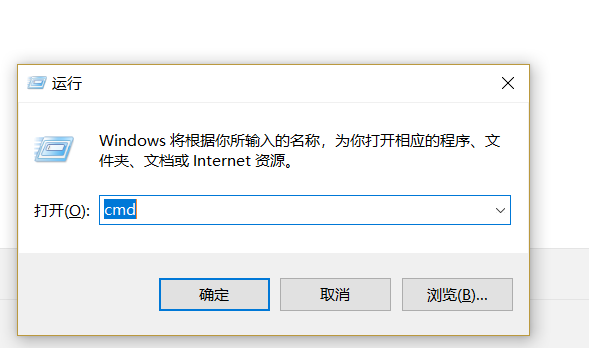 运行
Windows 将根据你所输入的名称，为你打开相应的程序、文
件夹、文档或 Internet 资源。
打开(O): cmd
确定 取消 浏览(B)...